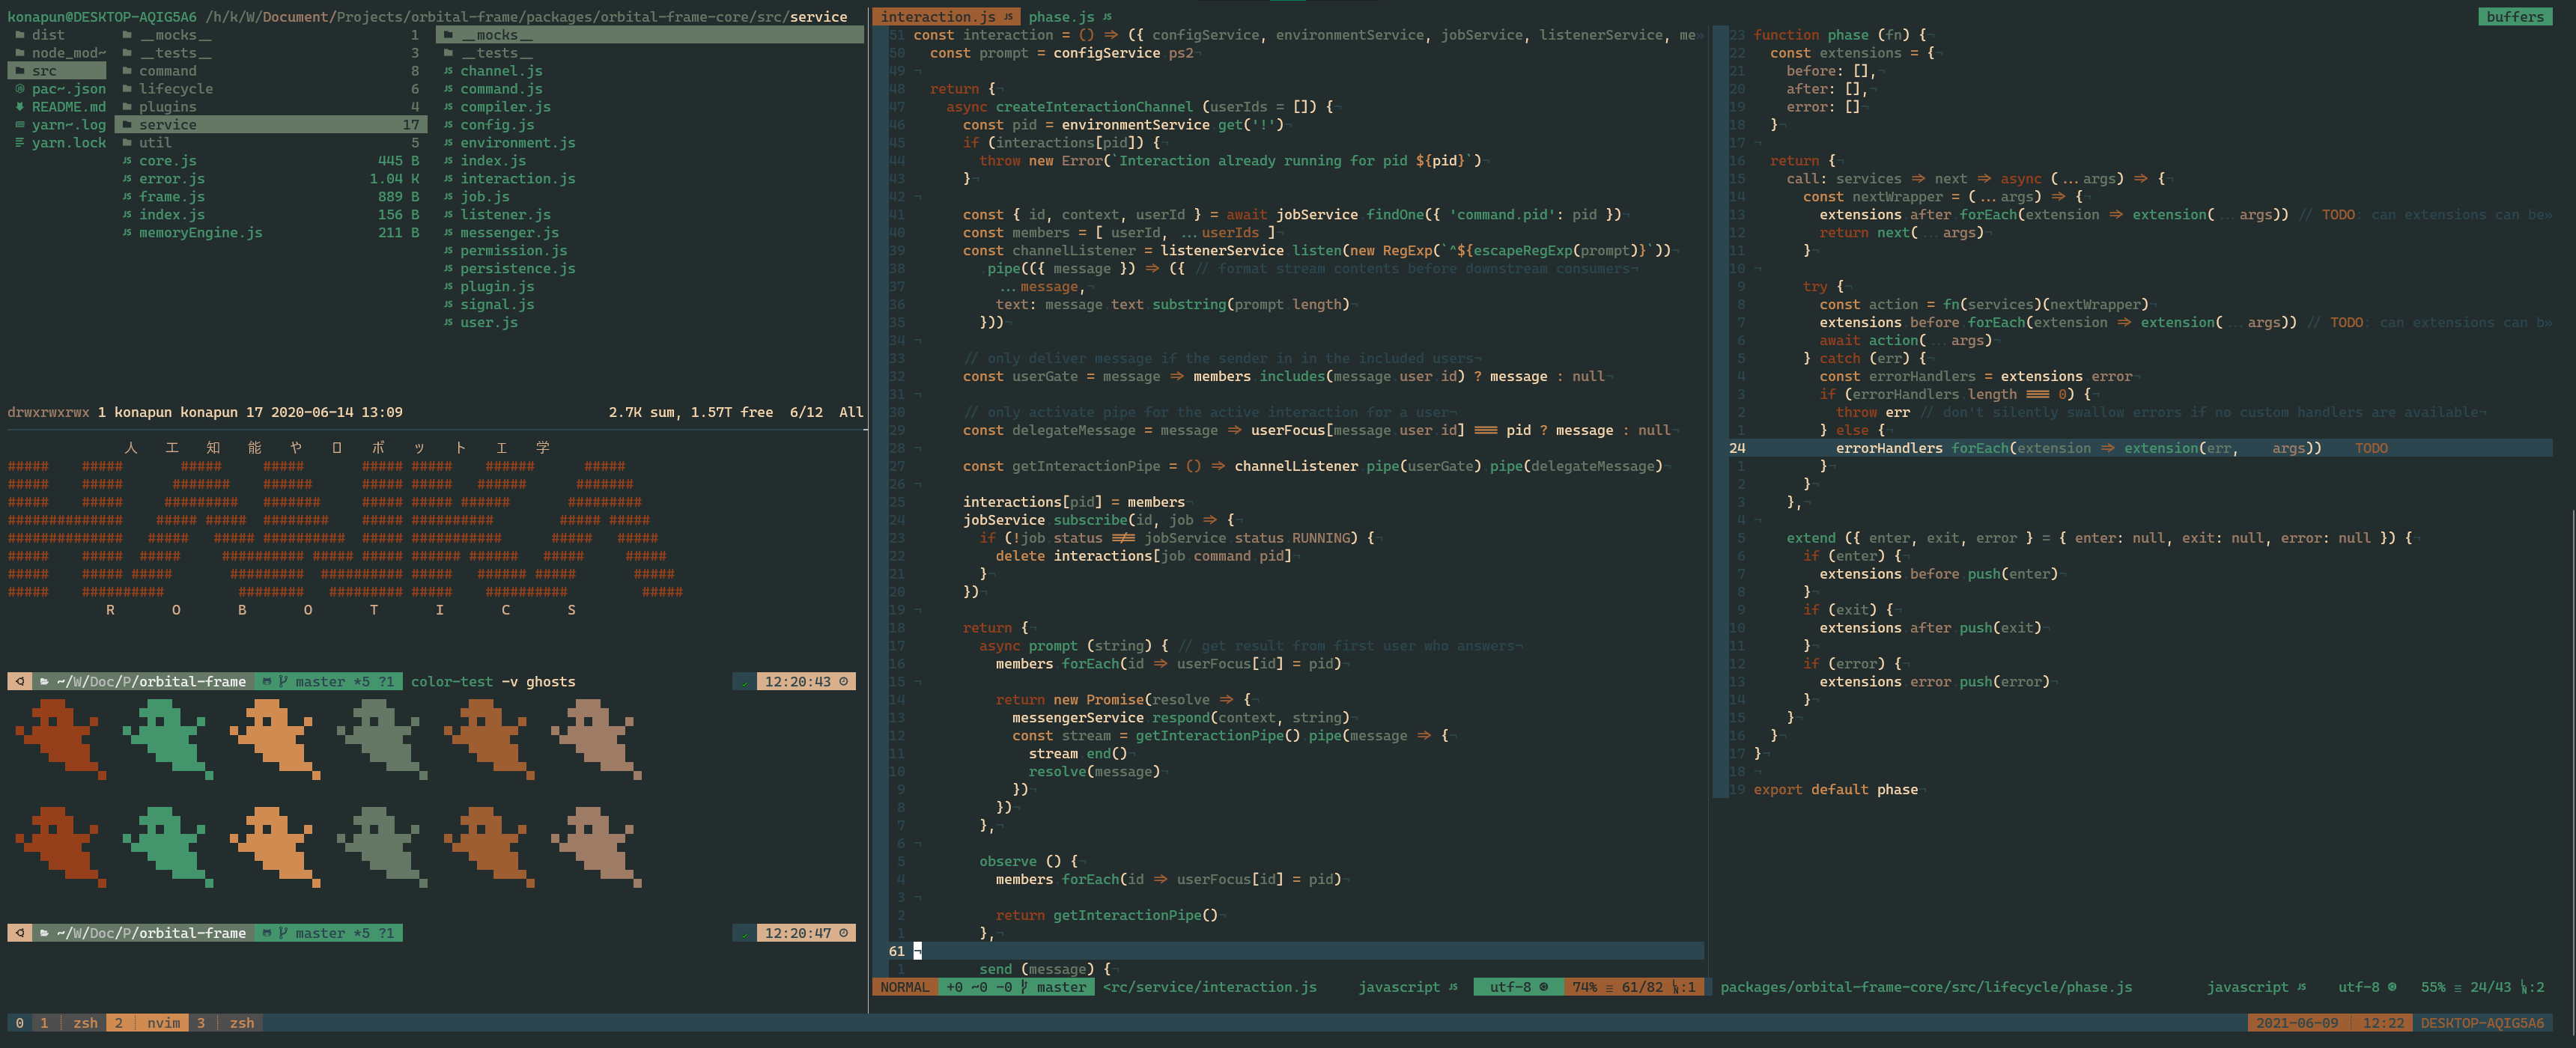 konapun@DESKTOP-AQIG5A6 /h/k/W/Document/Projects/orbital-frame/packages/orbital-frame-core/src/service
dist
node_mod~
src
pac~.json
README.md
yarn~.log
yarn.lock
__mocks__ 1
__tests__ 3
command 8
lifecycle 6
plugins 4
service 17
util 5
core.js 445 B
error.js 1.04 K
frame.js 889 B
index.js 156 B
memoryEngine.js 211 B
__mocks__
__tests__
channel.js
command.js
compiler.js
config.js
environment.js
index.js
interaction.js
job.js
listener.js
messenger.js
permission.js
persistence.js
plugin.js
signal.js
user.js
drwxrwxrwx 1 konapun konapun 17 2020-06-14 13:09 2.7K sum, 1.57T free 6/12 All
人 工 知 能 や ロ ボ ッ ト エ 学
##### ##### ##### ##### ##### ##### ###### #####
##### ##### ####### ###### ##### ##### ###### #######
##### ##### ######### ####### ##### ##### ###### #########
############## ##### ##### ######## ##### ########## ##### #####
############## ##### ##### ########## ##### ########### ##### #####
##### ##### ##### ########## ##### ##### ###### ###### ##### #####
##### ##### ##### ######### ########## ##### ###### ##### #####
##### ########## ######## ######### ##### ########## #####
R O B O T I C S
~/W/Doc/P/orbital-frame master *5 ?1 color-test -v ghosts 12:20:43
~/W/Doc/P/orbital-frame master *5 ?1 12:20:47
interaction.js JS phase.js JS
51 const interaction = () => ({ configService, environmentService, jobService, listenerService, me»
50 const prompt = configService.ps2¬
49 ¬
48 return {¬
47 async createInteractionChannel (userIds = []) {¬
46 const pid = environmentService.get('!')¬
45 if (interactions[pid]) {¬
44 throw new Error(`Interaction already running for pid ${pid}`)¬
43 }¬
42 ¬
41 const { id, context, userId } = await jobService.findOne({ 'command.pid': pid })¬
40 const members = [ userId, ...userIds ]¬
39 const channelListener = listenerService.listen(new RegExp(`^${escapeRegExp(prompt)}`))¬
38 .pipe(({ message }) => ({ // format stream contents before downstream consumers¬
37 ...message,¬
36 text: message.text.substring(prompt.length)¬
35 }))¬
34 ¬
33 // only deliver message if the sender in in the included users¬
32 const userGate = message => members.includes(message.user.id) ? message : null¬
31 ¬
30 // only activate pipe for the active interaction for a user¬
29 const delegateMessage = message => userFocus[message.user.id] === pid ? message : null¬
28 ¬
27 const getInteractionPipe = () => channelListener.pipe(userGate).pipe(delegateMessage)¬
26 ¬
25 interactions[pid] = members¬
24 jobService.subscribe(id, job => {¬
23 if (!job.status !== jobService.status.RUNNING) {¬
22 delete interactions[job.command.pid]¬
21 }¬
20 })¬
19 ¬
18 return {¬
17 async prompt (string) { // get result from first user who answers¬
16 members.forEach(id => userFocus[id] = pid)¬
15 ¬
14 return new Promise(resolve => {¬
13 messengerService.respond(context, string)¬
12 const stream = getInteractionPipe().pipe(message => {¬
11 stream.end()¬
10 resolve(message)¬
9 })¬
8 })¬
7 },¬
6 ¬
5 observe () {¬
4 members.forEach(id => userFocus[id] = pid)¬
3 ¬
2 return getInteractionPipe()¬
1 },¬
61 ¬
1 send (message) {¬
NORMAL +0 ~0 -0 master <rc/service/interaction.js javascript JS utf-8 74% ≡ 61/82 :1
buffers
23 function phase (fn) {¬
22 const extensions = {¬
21 before: [],¬
20 after: [],¬
19 error: []¬
18 }¬
17 ¬
16 return {¬
15 call: services => next => async (...args) => {¬
14 const nextWrapper = (...args) => {¬
13 extensions.after.forEach(extension => extension(...args)) // TODO: can extensions can be»
12 return next(...args)¬
11 }¬
10 ¬
9 try {¬
8 const action = fn(services)(nextWrapper)¬
7 extensions.before.forEach(extension => extension(...args)) // TODO: can extensions can b»
6 await action(...args)¬
5 } catch (err) {¬
4 const errorHandlers = extensions.error¬
3 if (errorHandlers.length === 0) {¬
2 throw err // don't silently swallow errors if no custom handlers are available¬
1 } else {¬
24 errorHandlers forEach(extension => extension(err, args)) TODO
1 }¬
2 }¬
3 },¬
4 ¬
5 extend ({ enter, exit, error } = { enter: null, exit: null, error: null }) {¬
6 if (enter) {¬
7 extensions.before.push(enter)¬
8 }¬
9 if (exit) {¬
10 extensions.after.push(exit)¬
11 }¬
12 if (error) {¬
13 extensions.error.push(error)¬
14 }¬
15 }¬
16 }¬
17 }¬
18 ¬
19 export default phase¬
packages/orbital-frame-core/src/lifecycle/phase.js javascript JS utf-8 55% ≡ 24/43 :2
0 1 | zsh 2 | nvim 3 | zsh 2021-06-09 | 12:22 DESKTOP-AQIG5A6